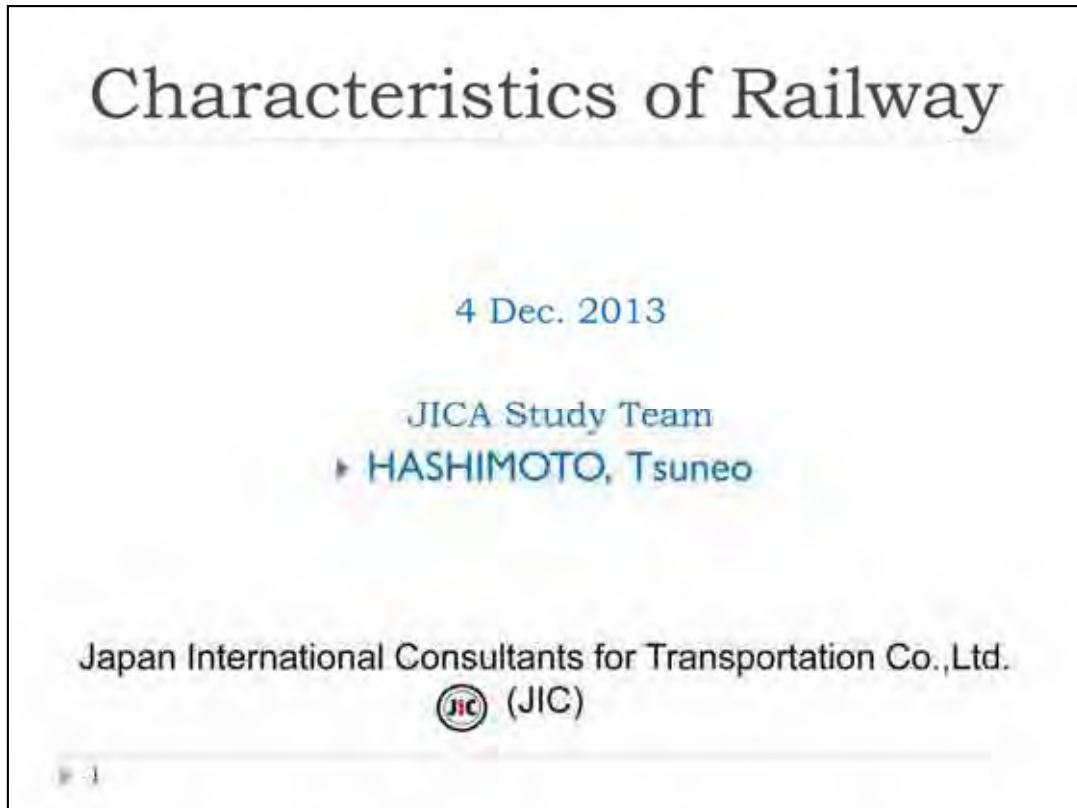 Characteristics of Railway
4 Dec. 2013
JICA Study Team
HASHIMOTO, Tsuneo
Japan International Consultants for Transportation Co.,Ltd.
JIC (JIC)
1